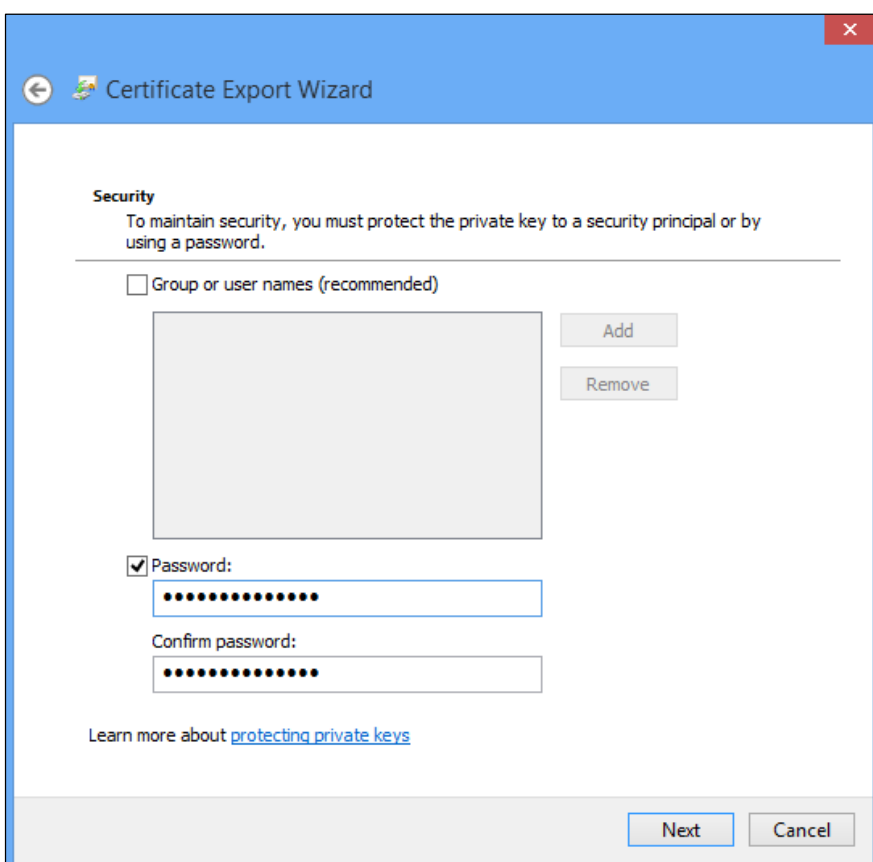 Certificate Export Wizard
Security
To maintain security, you must protect the private key to a security principal or by
using a password.
Group or user names (recommended)
Add
Remove
Password:
••••••••••••••
Confirm password:
••••••••••••••
Learn more about protecting private keys
Next
Cancel